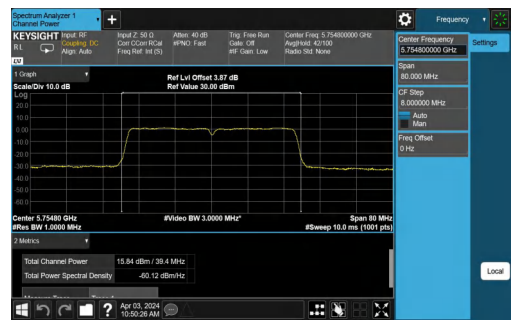 Spectrum Analyzer 1
Channel Power
+
Frequency
KEYSIGHT
RL
LXI
Input: RF
Coupling: DC
Align: Auto
Input Z: 50 Ω
Corr CCorr RCal
Freq Ref: Int (S)
Atten: 40 dB
#PNO: Fast
Trig: Free Run
Gate: Off
#IF Gain: Low
Center Freq: 5.754800000 GHz
Avg|Hold: 42/100
Radio Std: None
Center Frequency
5.754800000 GHz
Settings
Span
80.000 MHz
CF Step
8.000000 MHz
Auto
Man
Freq Offset
0 Hz
1 Graph
Scale/Div 10.0 dB
Ref Lvl Offset 3.87 dB
Ref Value 30.00 dBm
Log
20.0
10.0
0.00
-10.0
-20.0
-30.0
-40.0
-50.0
-60.0
Center 5.75480 GHz
#Res BW 1.0000 MHz
#Video BW 3.0000 MHz*
Span 80 MHz
#Sweep 10.0 ms (1001 pts)
2 Metrics
Total Channel Power 15.84 dBm / 39.4 MHz
Total Power Spectral Density -60.12 dBm/Hz
Local
?
Apr 03, 2024
10:50:26 AM